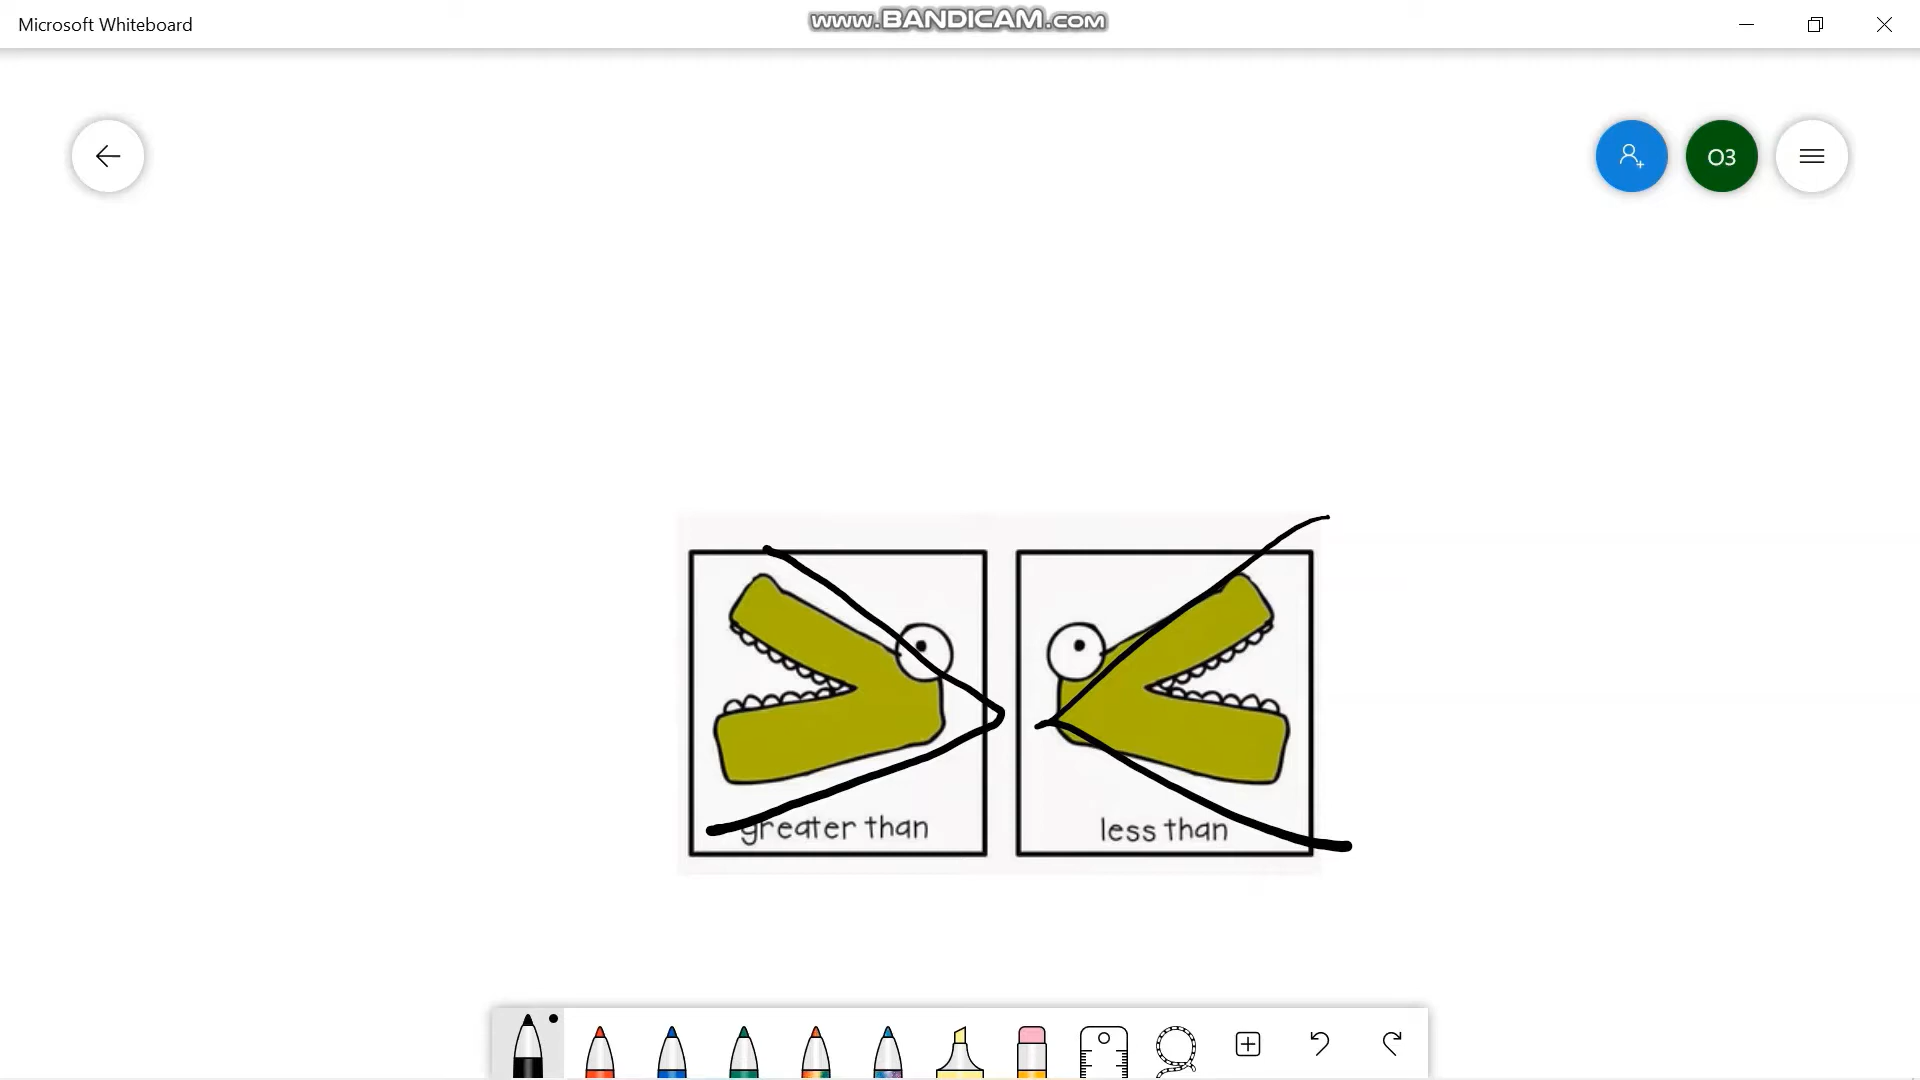 Microsoft Whiteboard
www.BANDICAM.com
O3
greater than
less than